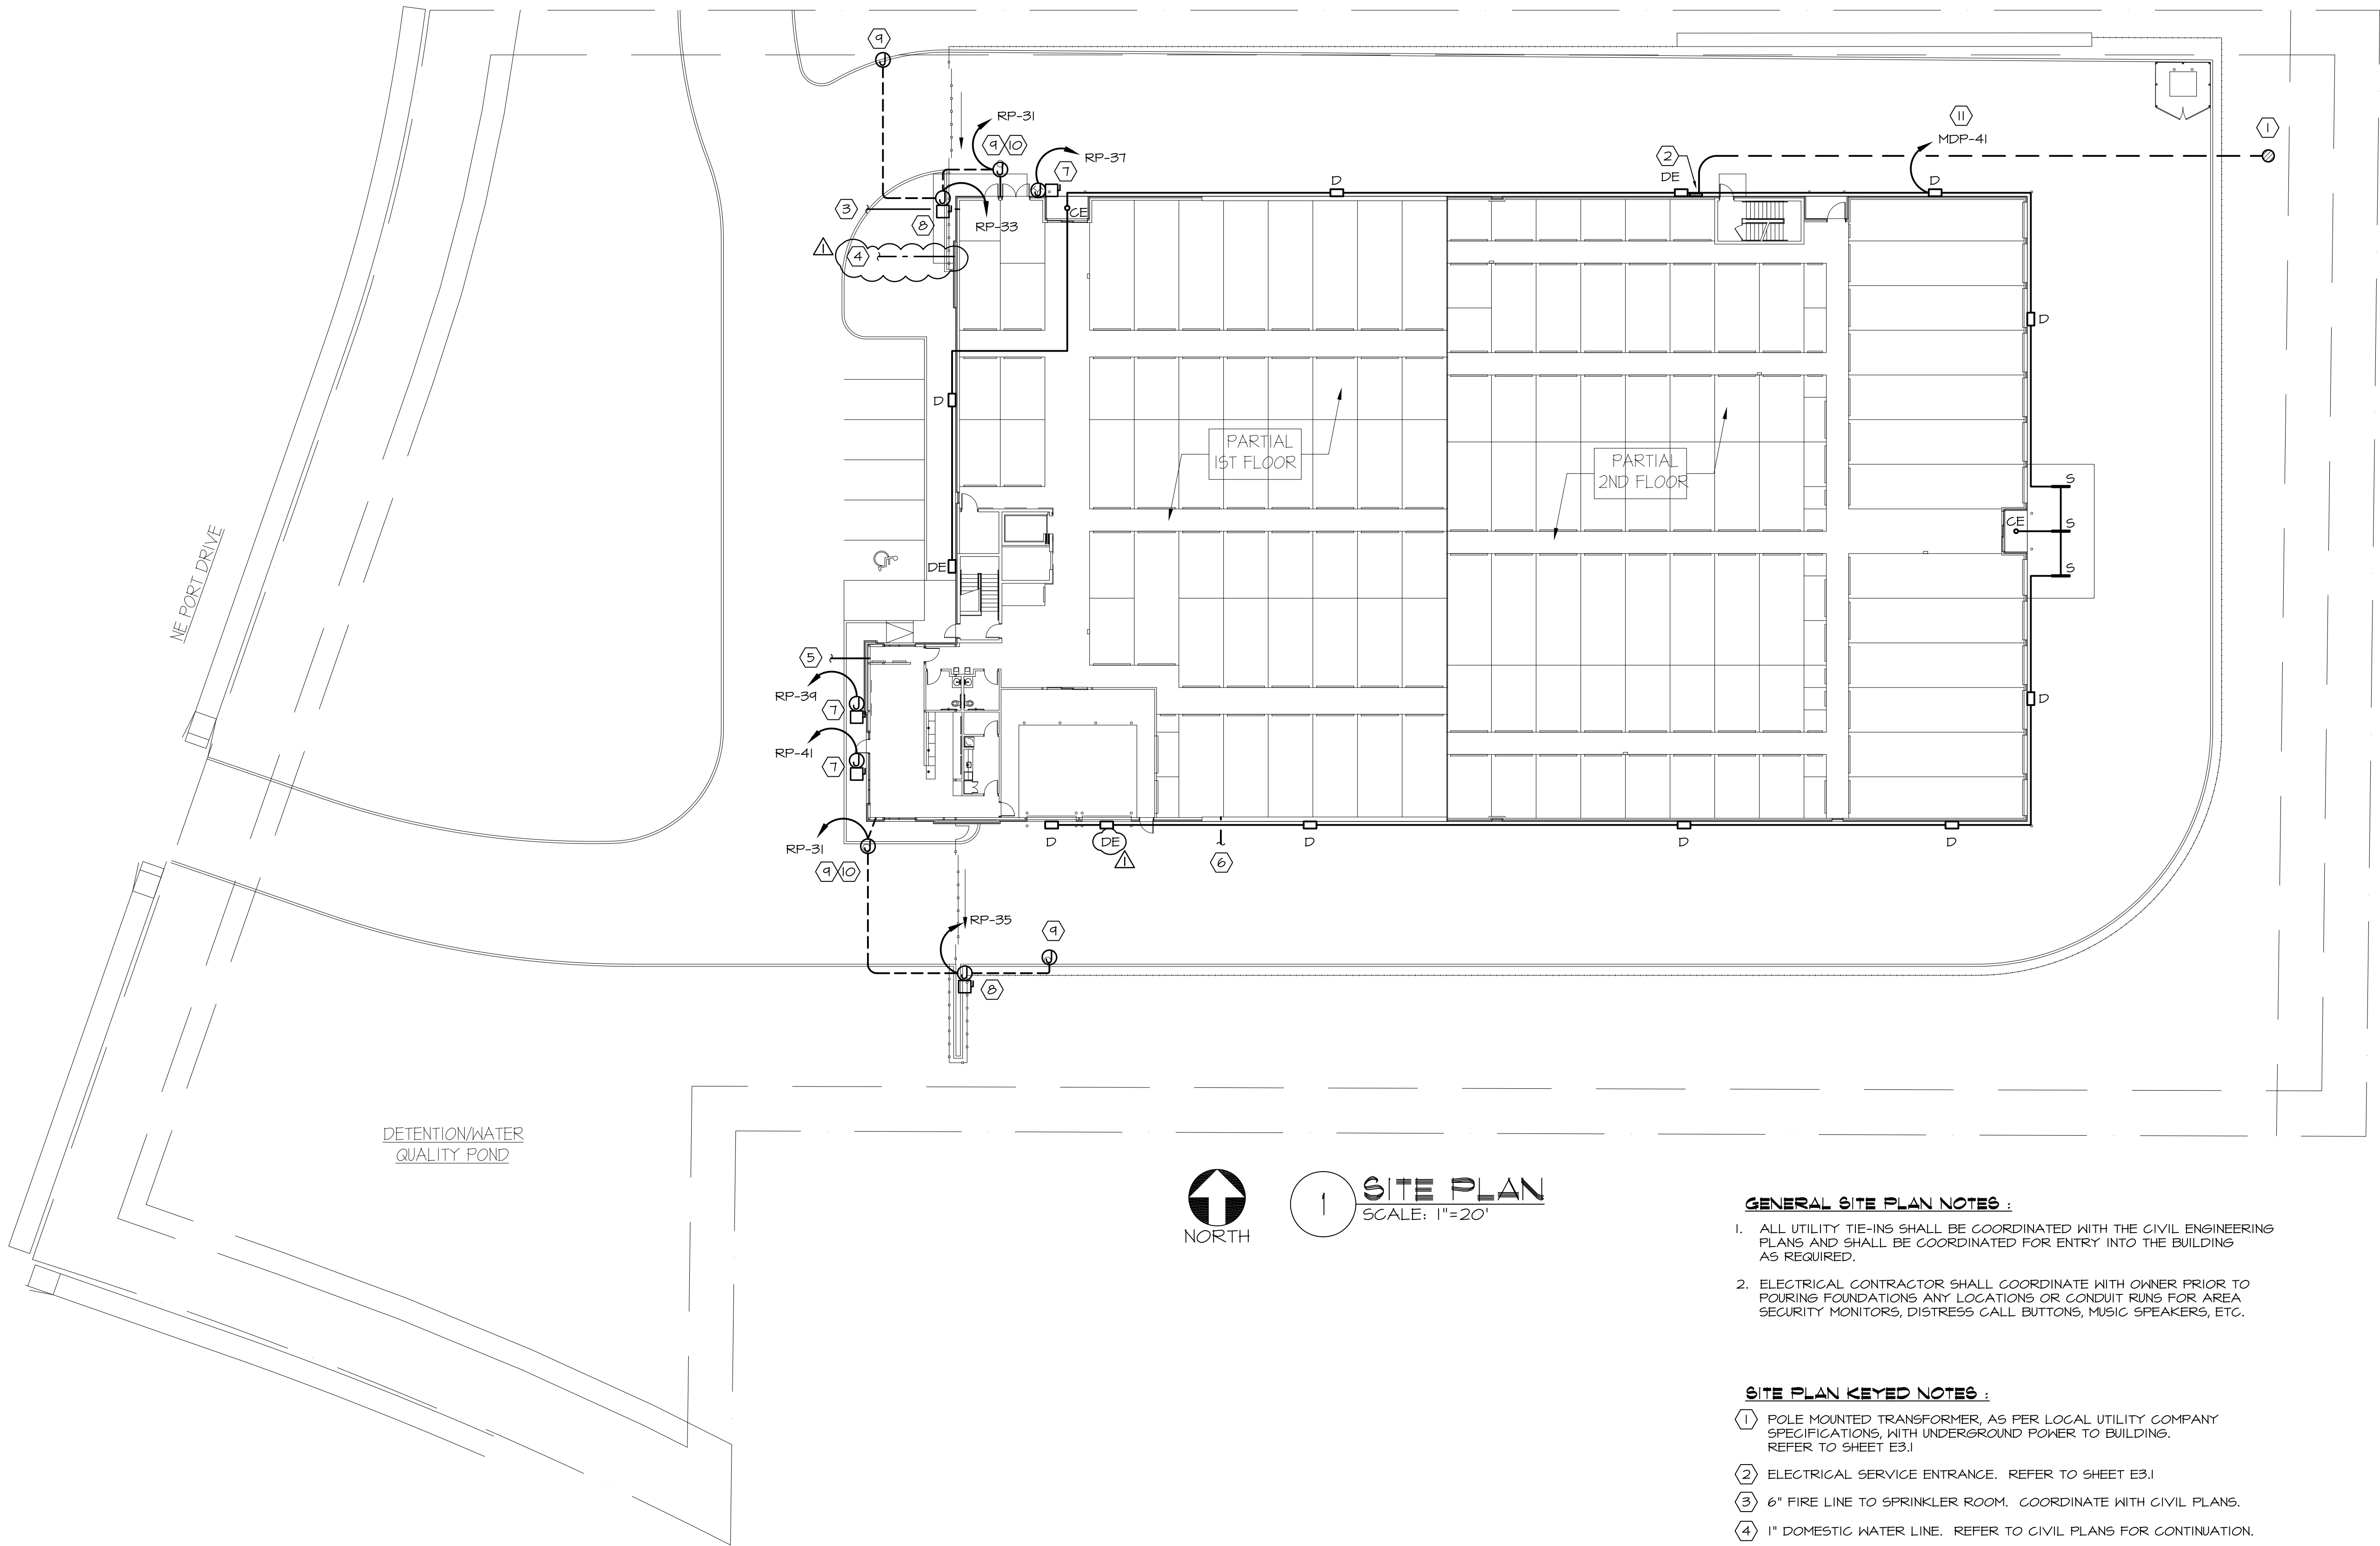 9
RP-31
9 10
RP-37
7
11
MDP-41
1
2
DE
D
D
3
8
RP-33
CE
1
4
D
D
PARTIAL
1ST FLOOR
PARTIAL
2ND FLOOR
S
CE
S
S
NE PORT DRIVE
DE
5
RP-39
7
D
RP-41
7
RP-31
9 10
D
DE
1
D
6
D
D
RP-35
9
8
DETENTION/WATER
QUALITY POND
NORTH
1
SITE PLAN
SCALE: 1"=20'
GENERAL SITE PLAN NOTES :
1. ALL UTILITY TIE-INS SHALL BE COORDINATED WITH THE CIVIL ENGINEERING
PLANS AND SHALL BE COORDINATED FOR ENTRY INTO THE BUILDING
AS REQUIRED.
2. ELECTRICAL CONTRACTOR SHALL COORDINATE WITH OWNER PRIOR TO
POURING FOUNDATIONS ANY LOCATIONS OR CONDUIT RUNS FOR AREA
SECURITY MONITORS, DISTRESS CALL BUTTONS, MUSIC SPEAKERS, ETC.
SITE PLAN KEYED NOTES :
1 POLE MOUNTED TRANSFORMER, AS PER LOCAL UTILITY COMPANY
SPECIFICATIONS, WITH UNDERGROUND POWER TO BUILDING.
REFER TO SHEET E3.1
2 ELECTRICAL SERVICE ENTRANCE. REFER TO SHEET E3.1
3 6" FIRE LINE TO SPRINKLER ROOM. COORDINATE WITH CIVIL PLANS.
4 1" DOMESTIC WATER LINE. REFER TO CIVIL PLANS FOR CONTINUATION.